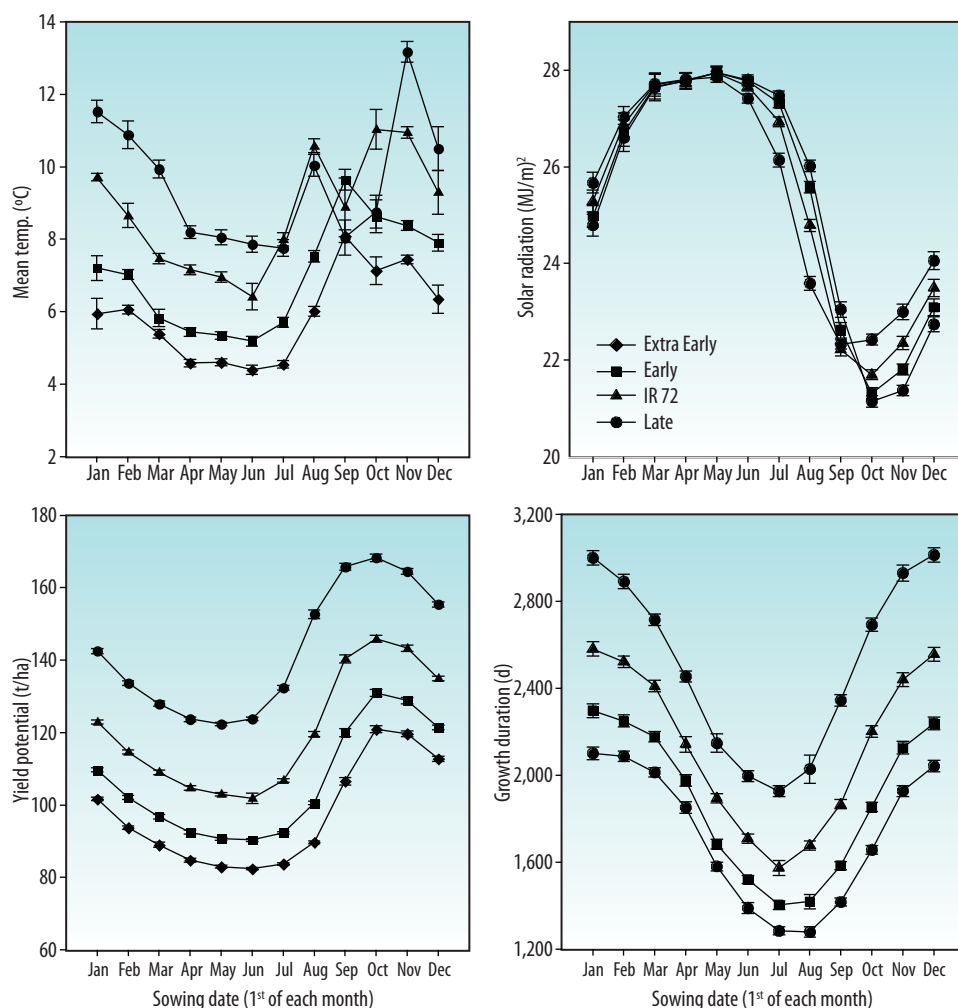 Mean temp. (ºC)
14
12
10
8
6
4
2
Jan Feb Mar Apr May Jun Jul Aug Sep Oct Nov Dec
Solar radiation (MJ/m)²
28
26
24
22
20
Extra Early
Early
IR 72
Late
Jan Feb Mar Apr May Jun Jul Aug Sep Oct Nov Dec
Yield potential (t/ha)
180
160
140
120
100
80
60
Jan Feb Mar Apr May Jun Jul Aug Sep Oct Nov Dec
Sowing date (1st of each month)
Growth duration (d)
3,200
2,800
2,400
2,000
1,600
1,200
Jan Feb Mar Apr May Jun Jul Aug Sep Oct Nov Dec
Sowing date (1st of each month)